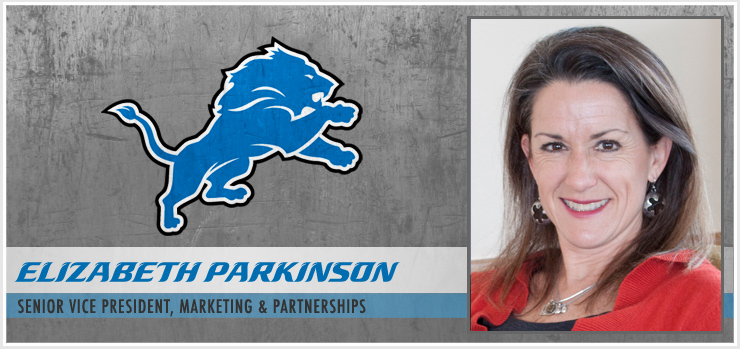 ELIZABETH PARKINSON
SENIOR VICE PRESIDENT, MARKETING & PARTNERSHIPS